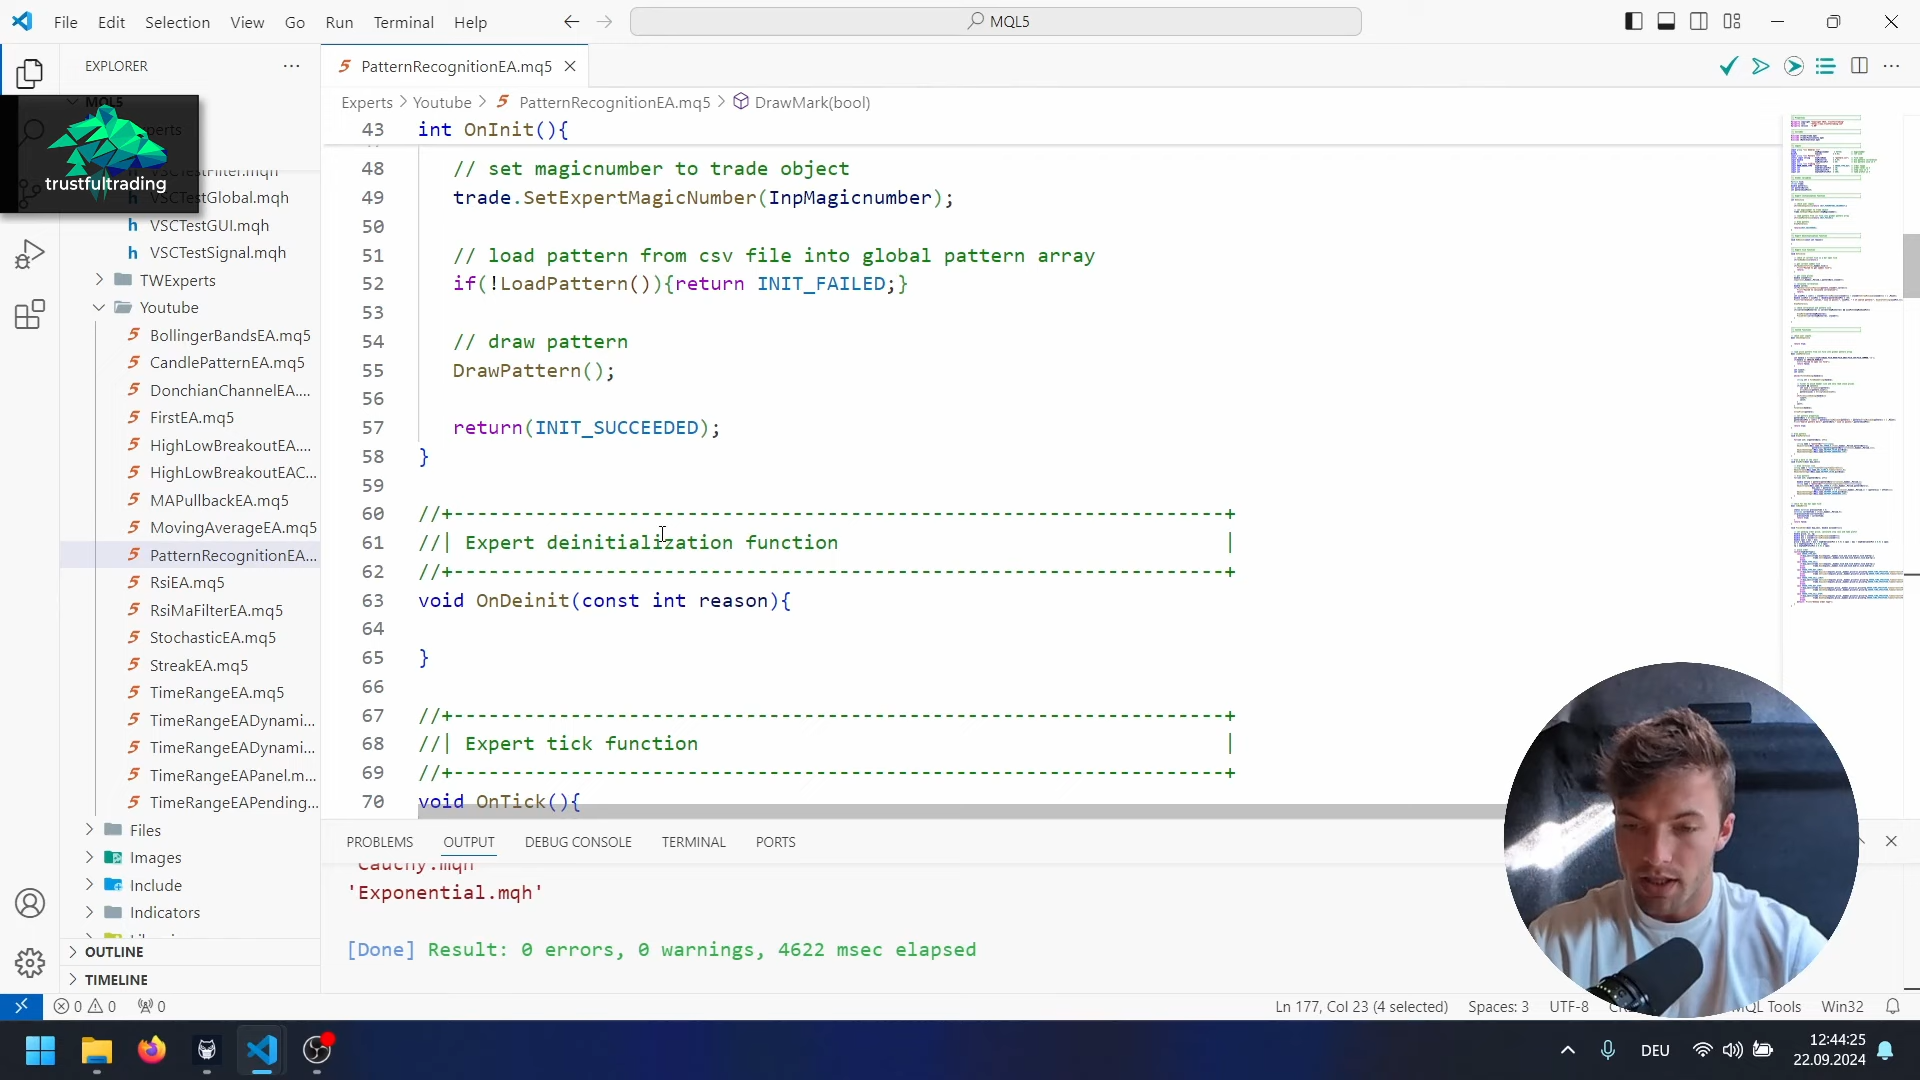 File Edit Selection View Go Run Terminal Help
MQL5
EXPLORER
PatternRecognitionEA.mq5
Experts > Youtube > PatternRecognitionEA.mq5 > DrawMark(bool)
trustfultrading
VSCTestGlobal.mqh
VSCTestGUI.mqh
VSCTestSignal.mqh
TWExperts
Youtube
BollingerBandsEA.mq5
CandlePatternEA.mq5
DonchianChannelEA....
FirstEA.mq5
HighLowBreakoutEA....
HighLowBreakoutEAC...
MAPullbackEA.mq5
MovingAverageEA.mq5
PatternRecognitionEA...
RsiEA.mq5
RsiMaFilterEA.mq5
StochasticEA.mq5
StreakEA.mq5
TimeRangeEA.mq5
TimeRangeEADynami...
TimeRangeEADynami...
TimeRangeEAPanel.m...
TimeRangeEAPending...
Files
Images
Include
Indicators
OUTLINE
TIMELINE
43 int OnInit(){
48 // set magicnumber to trade object
49 trade.SetExpertMagicNumber(InpMagicnumber);
50
51 // load pattern from csv file into global pattern array
52 if(!LoadPattern()){return INIT_FAILED;}
53
54 // draw pattern
55 DrawPattern();
56
57 return(INIT_SUCCEEDED);
58 }
59
60 //+------------------------------------------------------------------+
61 //| Expert deinitialization function |
62 //+------------------------------------------------------------------+
63 void OnDeinit(const int reason){
64
65 }
66
67 //+------------------------------------------------------------------+
68 //| Expert tick function |
69 //+------------------------------------------------------------------+
70 void OnTick(){
PROBLEMS OUTPUT DEBUG CONSOLE TERMINAL PORTS
'Exponential.mqh'
[Done] Result: 0 errors, 0 warnings, 4622 msec elapsed
0 0 0 Ln 177, Col 23 (4 selected) Spaces: 3 UTF-8 MQL Tools Win32
DEU 12:44:25
22.09.2024